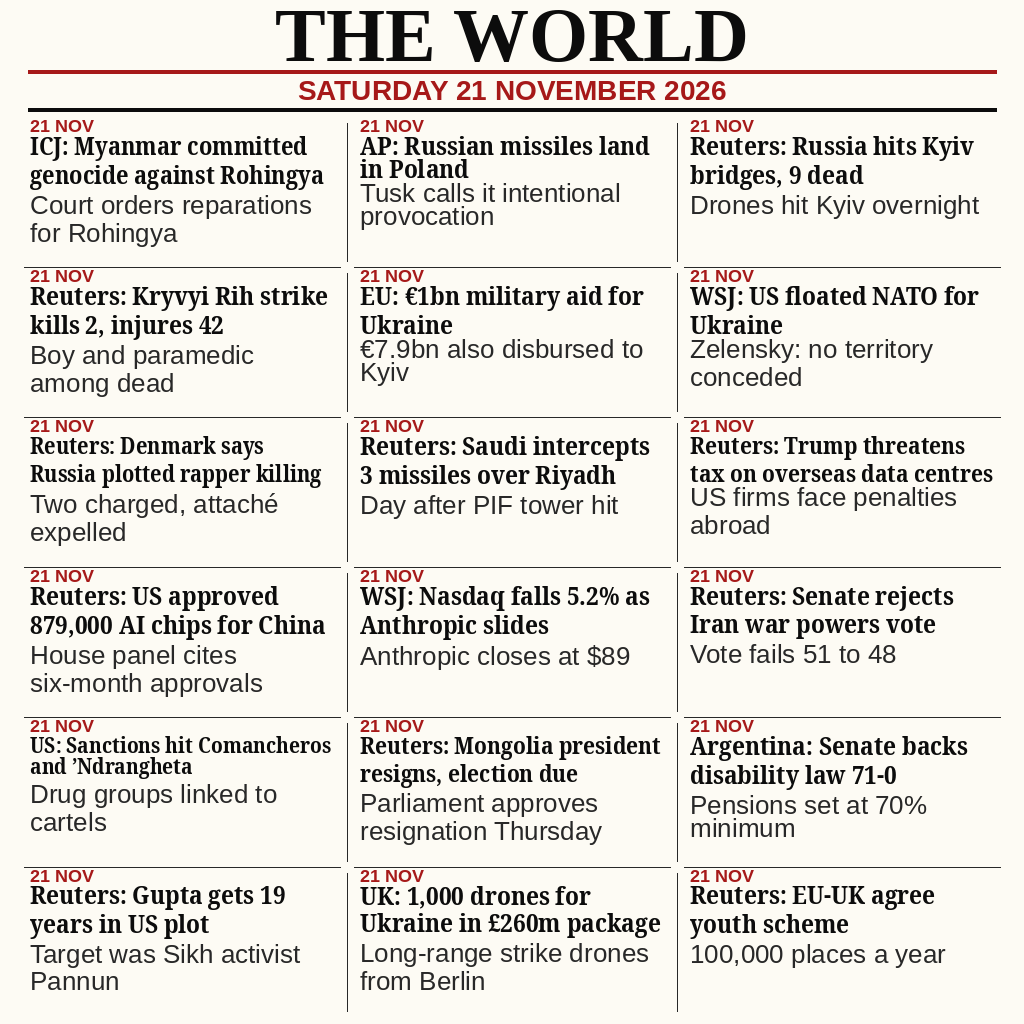 THE WORLD
SATURDAY 21 NOVEMBER 2026
21 NOV
ICJ: Myanmar committed
genocide against Rohingya
Court orders reparations
for Rohingya
21 NOV
AP: Russian missiles land
in Poland
Tusk calls it intentional
provocation
21 NOV
Reuters: Russia hits Kyiv
bridges, 9 dead
Drones hit Kyiv overnight
21 NOV
Reuters: Kryvyi Rih strike
kills 2, injures 42
Boy and paramedic
among dead
21 NOV
EU: €1bn military aid for
Ukraine
€7.9bn also disbursed to
Kyiv
21 NOV
WSJ: US floated NATO for
Ukraine
Zelensky: no territory
conceded
21 NOV
Reuters: Denmark says
Russia plotted rapper killing
Two charged, attaché
expelled
21 NOV
Reuters: Saudi intercepts
3 missiles over Riyadh
Day after PIF tower hit
21 NOV
Reuters: Trump threatens
tax on overseas data centres
US firms face penalties
abroad
21 NOV
Reuters: US approved
879,000 AI chips for China
House panel cites
six-month approvals
21 NOV
WSJ: Nasdaq falls 5.2% as
Anthropic slides
Anthropic closes at $89
21 NOV
Reuters: Senate rejects
Iran war powers vote
Vote fails 51 to 48
21 NOV
US: Sanctions hit Comancheros
and ’Ndrangheta
Drug groups linked to
cartels
21 NOV
Reuters: Mongolia president
resigns, election due
Parliament approves
resignation Thursday
21 NOV
Argentina: Senate backs
disability law 71-0
Pensions set at 70%
minimum
21 NOV
Reuters: Gupta gets 19
years in US plot
Target was Sikh activist
Pannun
21 NOV
UK: 1,000 drones for
Ukraine in £260m package
Long-range strike drones
from Berlin
21 NOV
Reuters: EU-UK agree
youth scheme
100,000 places a year